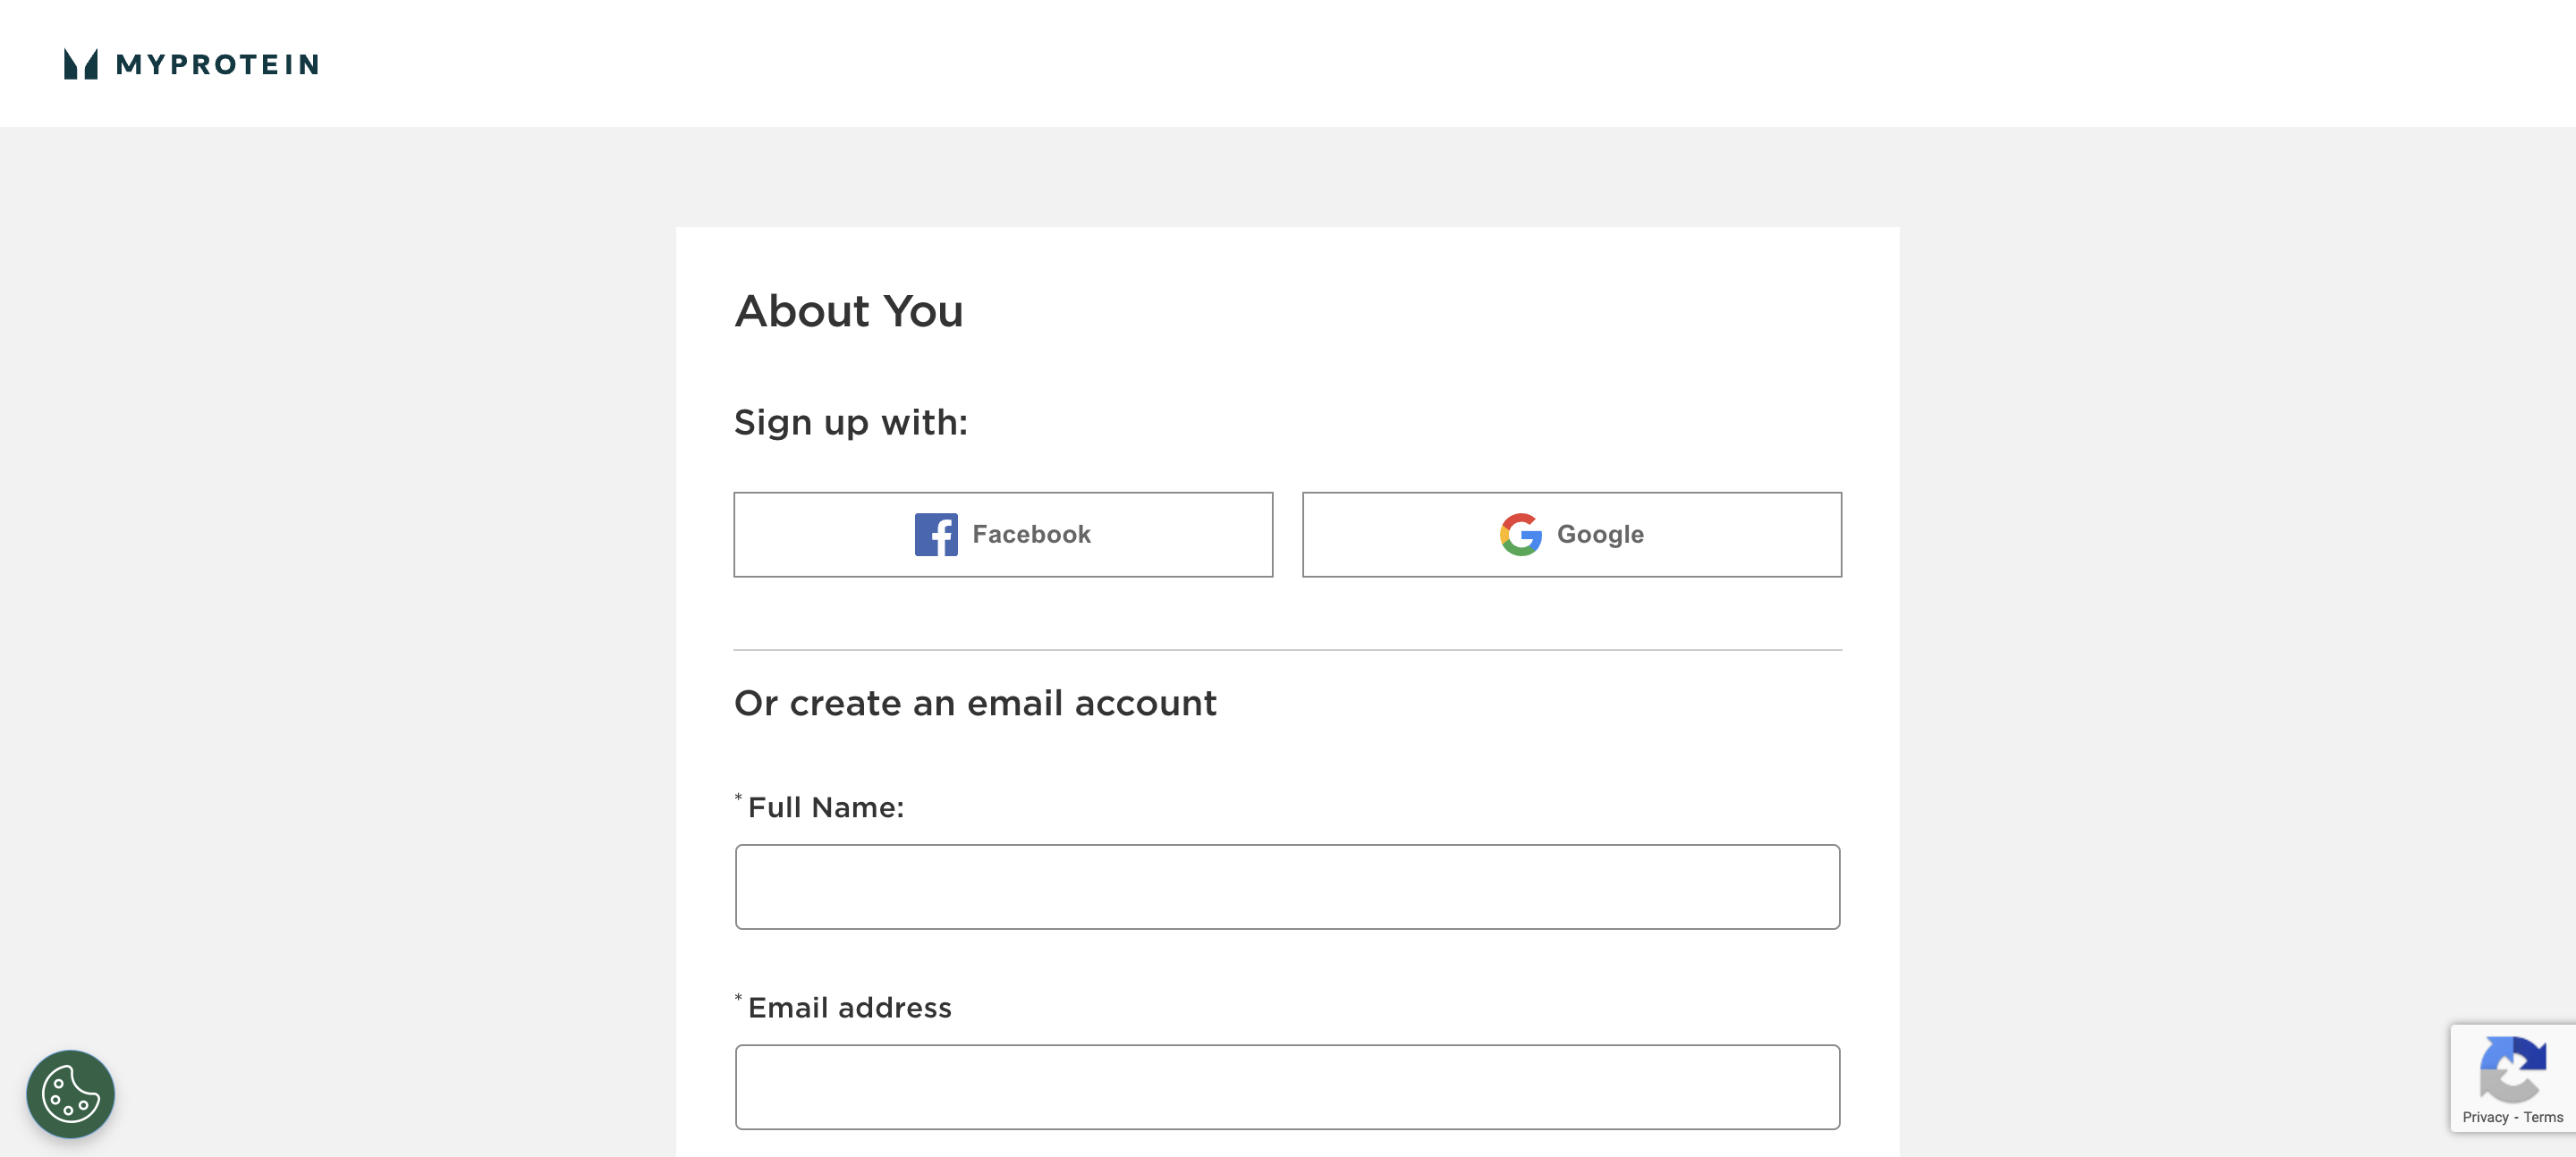 MYPROTEIN
About You
Sign up with:
Facebook
Google
Or create an email account
* Full Name:
* Email address
Privacy - Terms